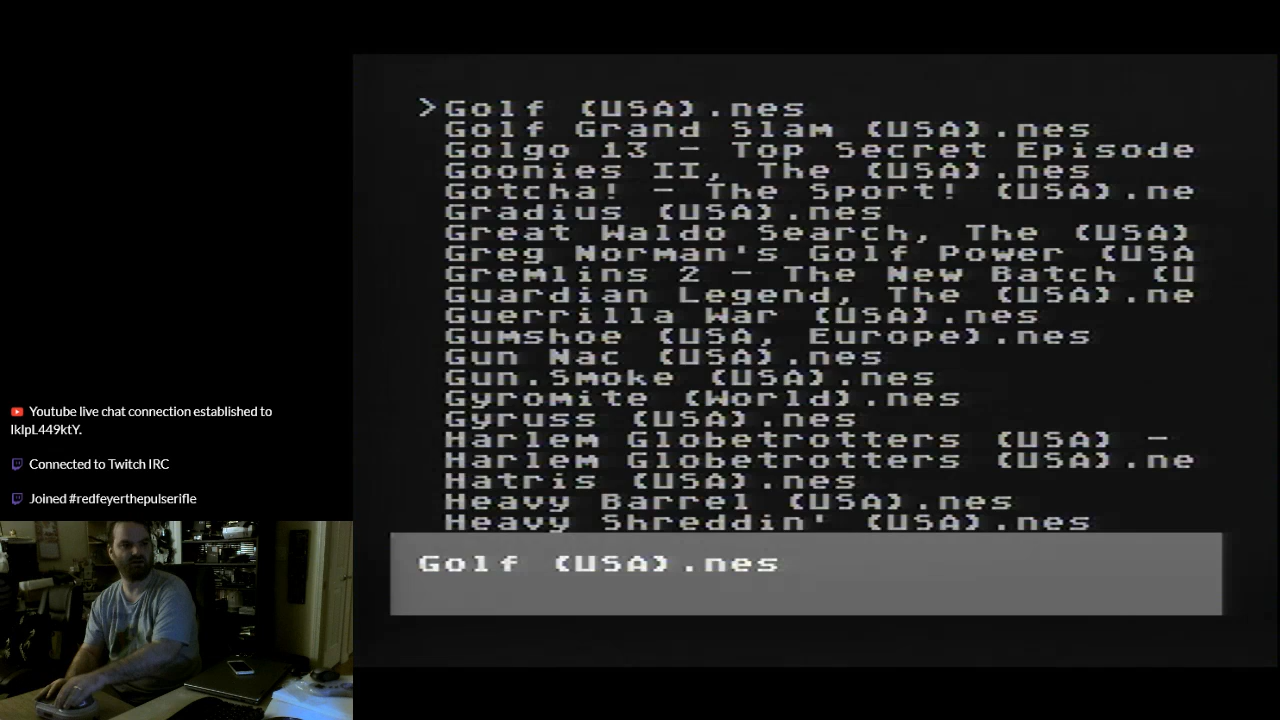 >Golf (USA).nes
Golf Grand Slam (USA).nes
Golgo 13 - Top Secret Episode
Goonies II, The (USA).nes
Gotcha! - The Sport! (USA).ne
Gradius (USA).nes
Great Waldo Search, The (USA)
Greg Norman's Golf Power (USA
Gremlins 2 - The New Batch (U
Guardian Legend, The (USA).ne
Guerrilla War (USA).nes
Gumshoe (USA, Europe).nes
Gun Nac (USA).nes
Gun.Smoke (USA).nes
Gyromite (World).nes
Gyruss (USA).nes
Harlem Globetrotters (USA) -
Harlem Globetrotters (USA).ne
Hatris (USA).nes
Heavy Barrel (USA).nes
Heavy Shreddin' (USA).nes
Golf (USA).nes
Youtube live chat connection established to
lklpL449ktY.
Connected to Twitch IRC
Joined #redfeyerthepulserifle